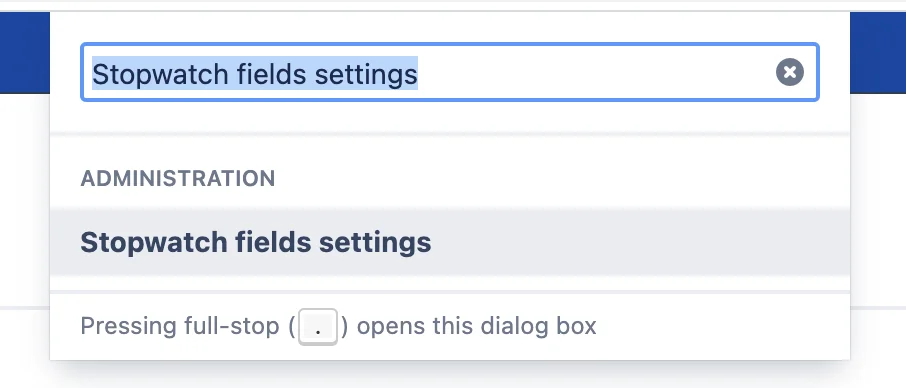 Stopwatch fields settings
ADMINISTRATION
Stopwatch fields settings
Pressing full-stop ( . ) opens this dialog box